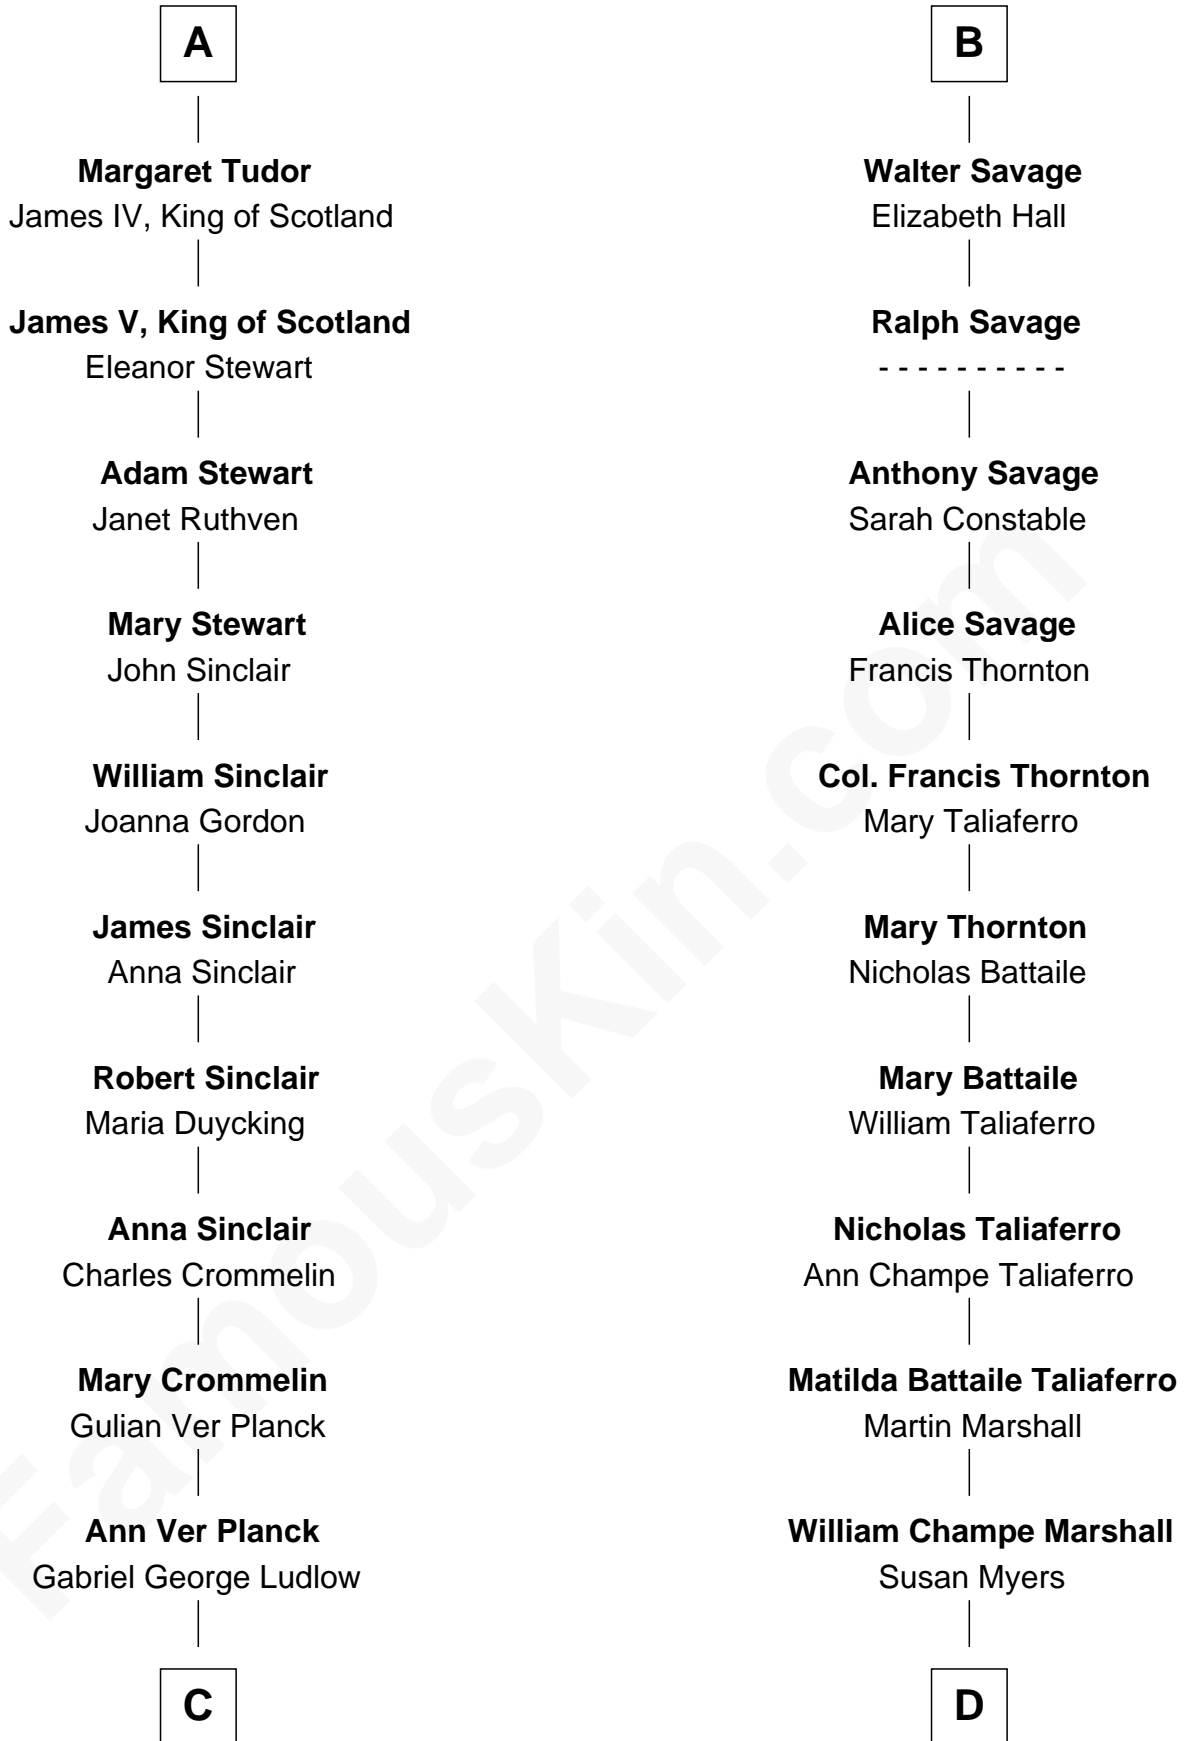 A
Margaret Tudor
James IV, King of Scotland
James V, King of Scotland
Eleanor Stewart
Adam Stewart
Janet Ruthven
Mary Stewart
John Sinclair
William Sinclair
Joanna Gordon
James Sinclair
Anna Sinclair
Robert Sinclair
Maria Duycking
Anna Sinclair
Charles Crommelin
Mary Crommelin
Gulian Ver Planck
Ann Ver Planck
Gabriel George Ludlow
C
B
Walter Savage
Elizabeth Hall
Ralph Savage
- - - - - - - - - -
Anthony Savage
Sarah Constable
Alice Savage
Francis Thornton
Col. Francis Thornton
Mary Taliaferro
Mary Thornton
Nicholas Battaile
Mary Battaile
William Taliaferro
Nicholas Taliaferro
Ann Champe Taliaferro
Matilda Battaile Taliaferro
Martin Marshall
William Champe Marshall
Susan Myers
D
FamousKin.com